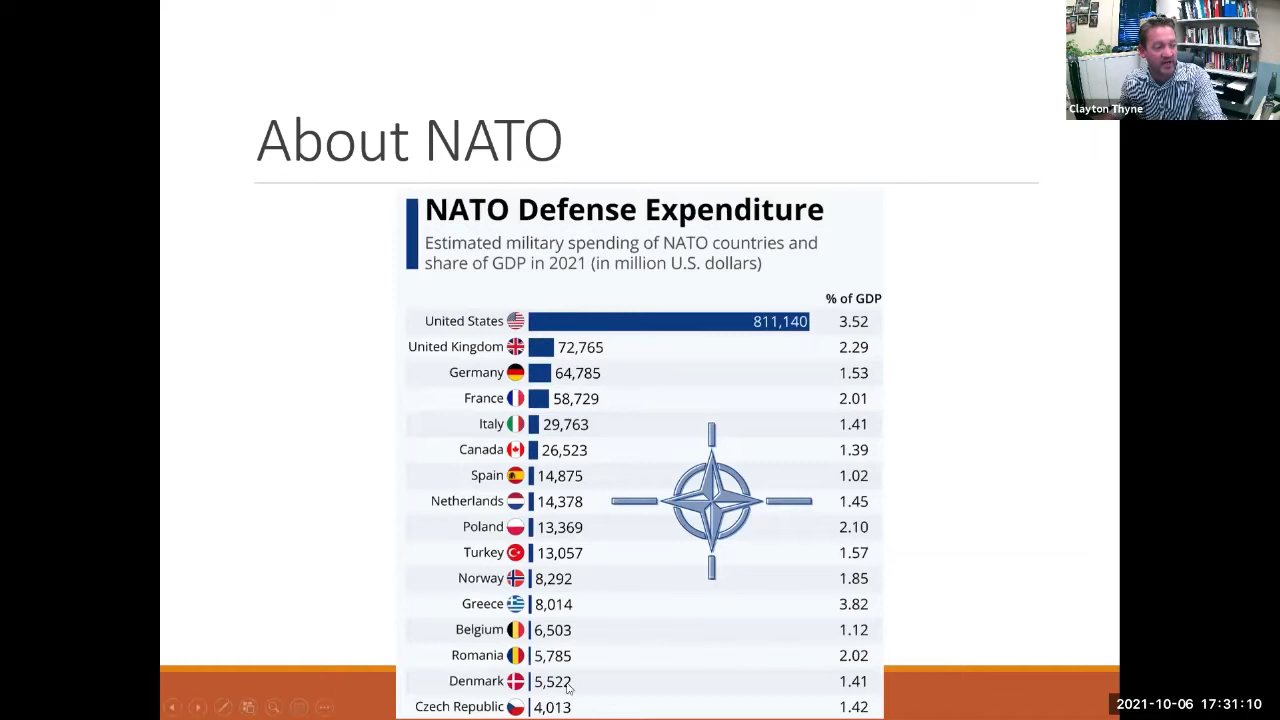 Clayton Thyne
About NATO
NATO Defense Expenditure
Estimated military spending of NATO countries and
share of GDP in 2021 (in million U.S. dollars)
% of GDP
United States 811,140 3.52
United Kingdom 72,765 2.29
Germany 64,785 1.53
France 58,729 2.01
Italy 29,763 1.41
Canada 26,523 1.39
Spain 14,875 1.02
Netherlands 14,378 1.45
Poland 13,369 2.10
Turkey 13,057 1.57
Norway 8,292 1.85
Greece 8,014 3.82
Belgium 6,503 1.12
Romania 5,785 2.02
Denmark 5,522 1.41
Czech Republic 4,013 1.42
2021-10-06 17:31:10